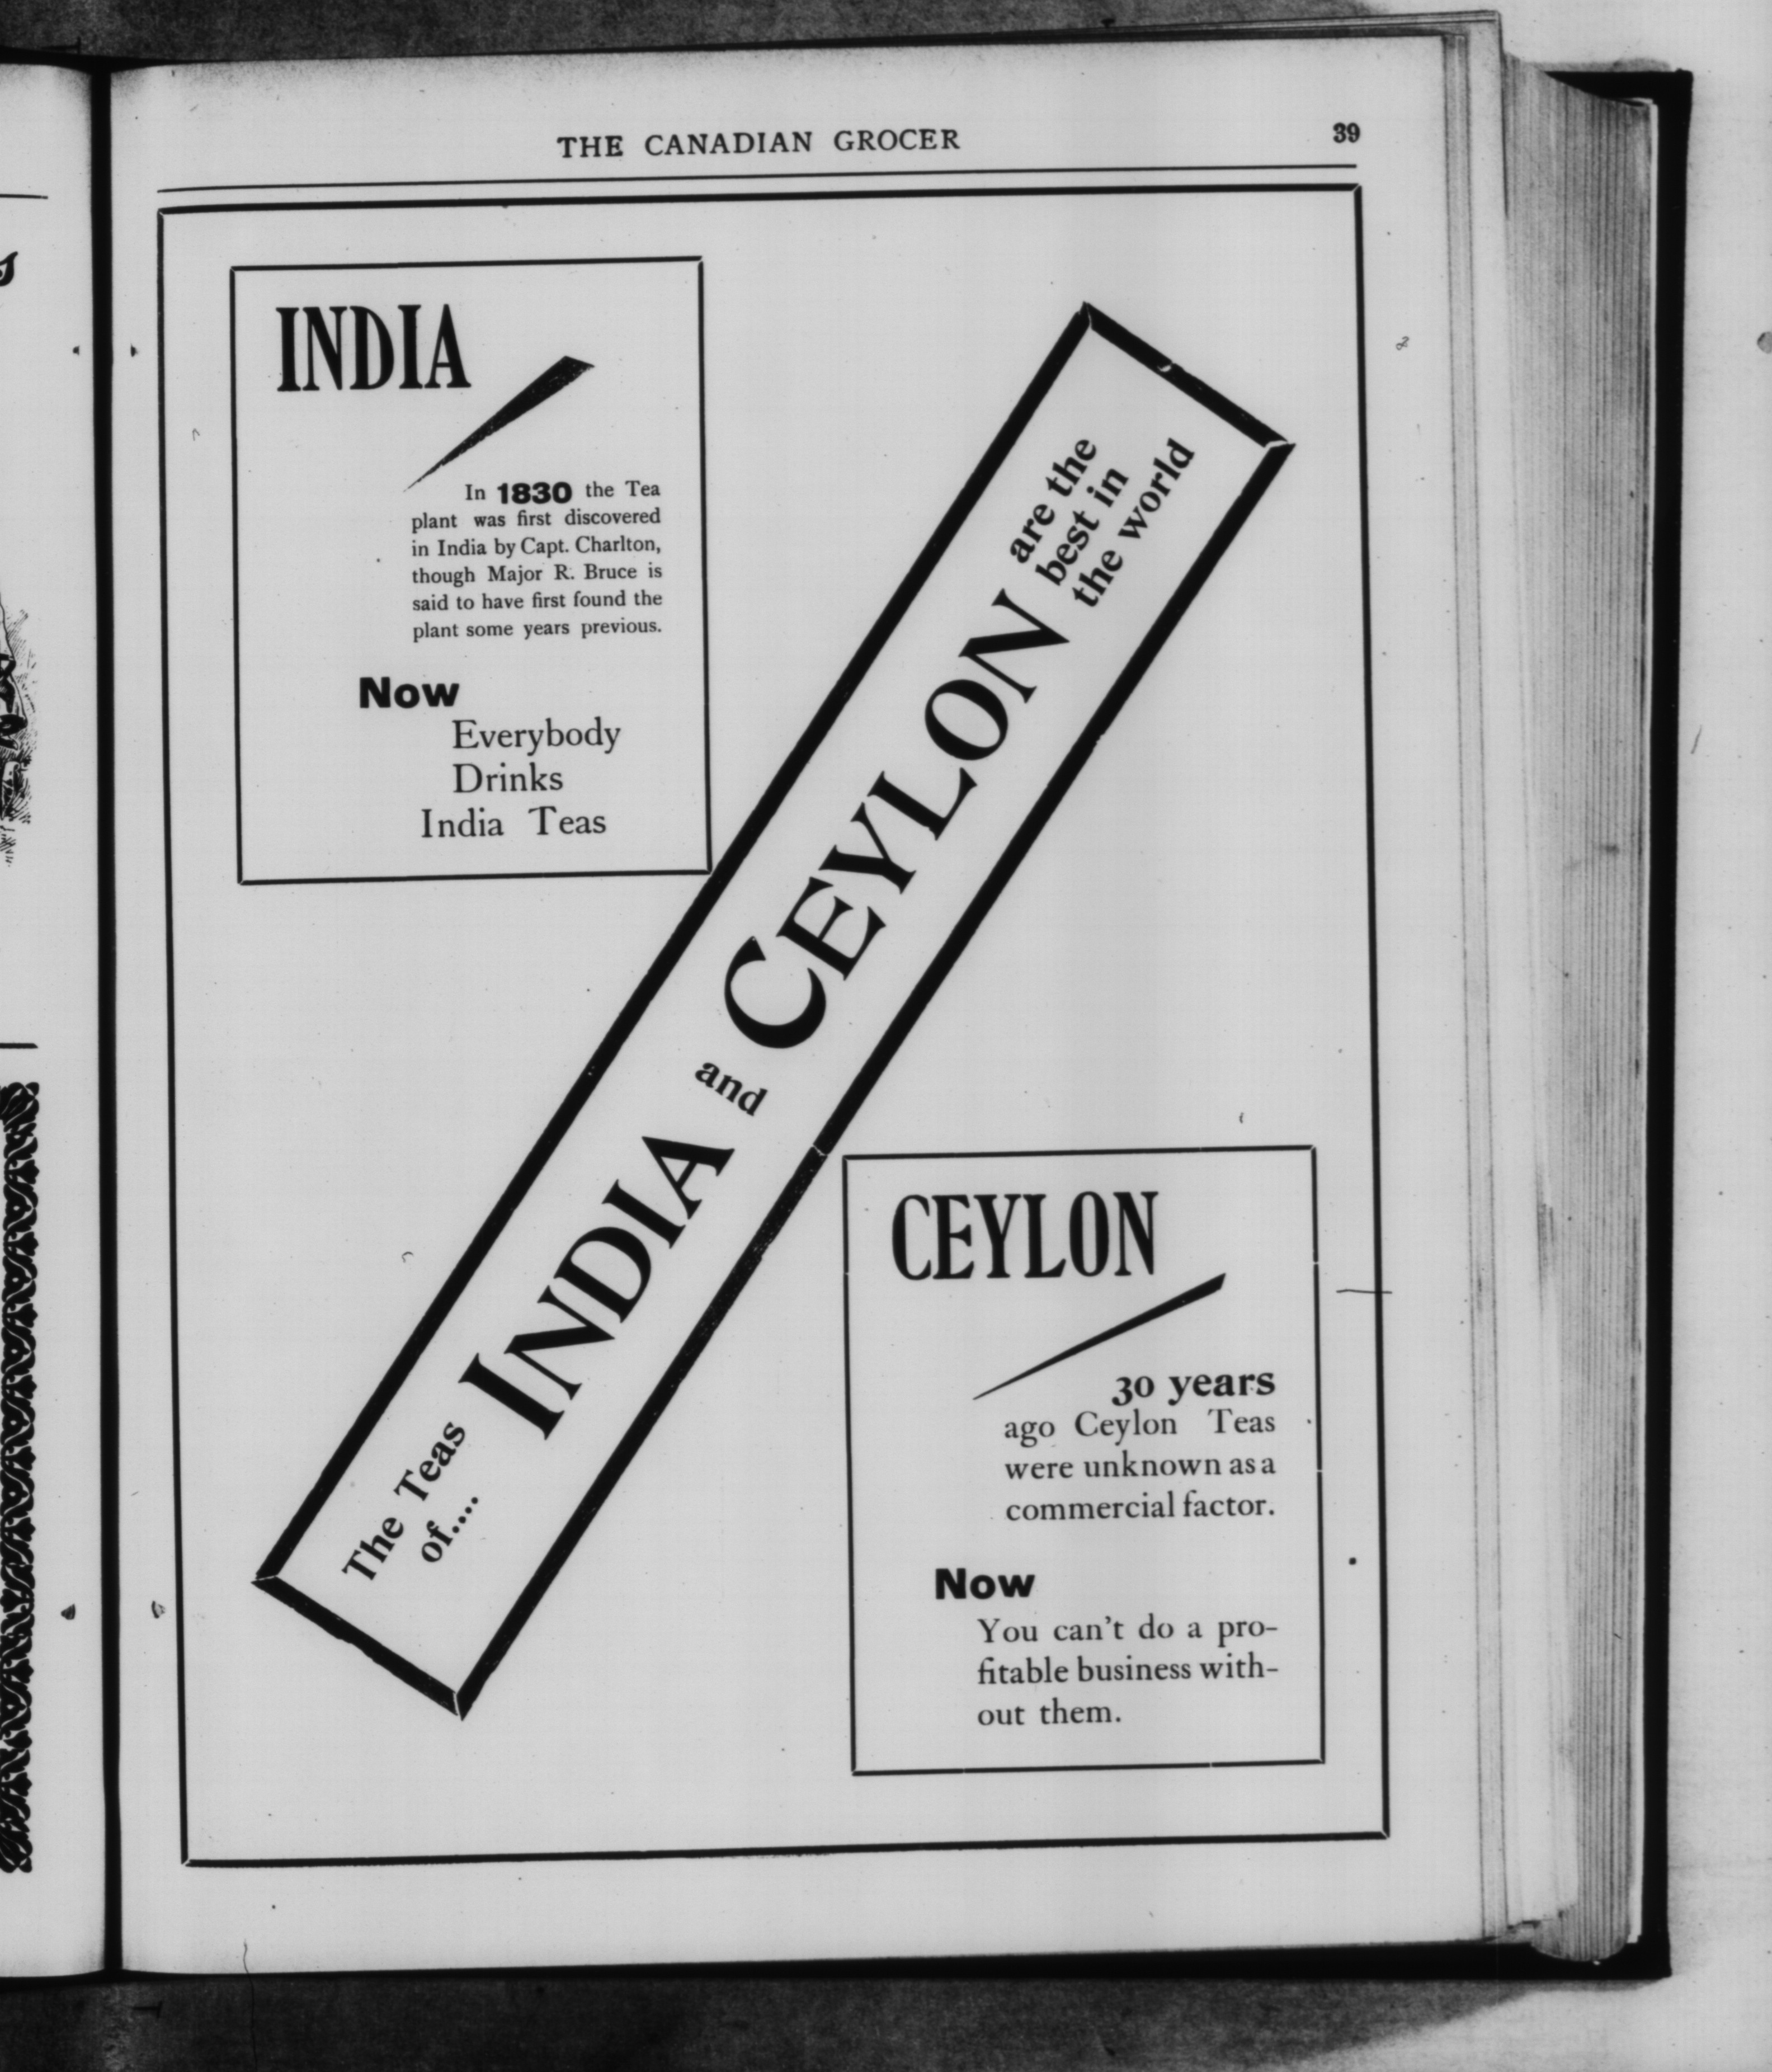 THE CANADIAN GROCER 39
INDIA
In 1830 the Tea
plant was first discovered
in India by Capt. Charlton,
though Major R. Bruce is
said to have first found the
plant some years previous.
Now
Everybody
Drinks
India Teas
The Teas
of....
INDIA
and
CEYLON
are the
best in
the world
CEYLON
30 years
ago Ceylon Teas
were unknown as a
commercial factor.
Now
You can't do a pro-
fitable business with-
out them.